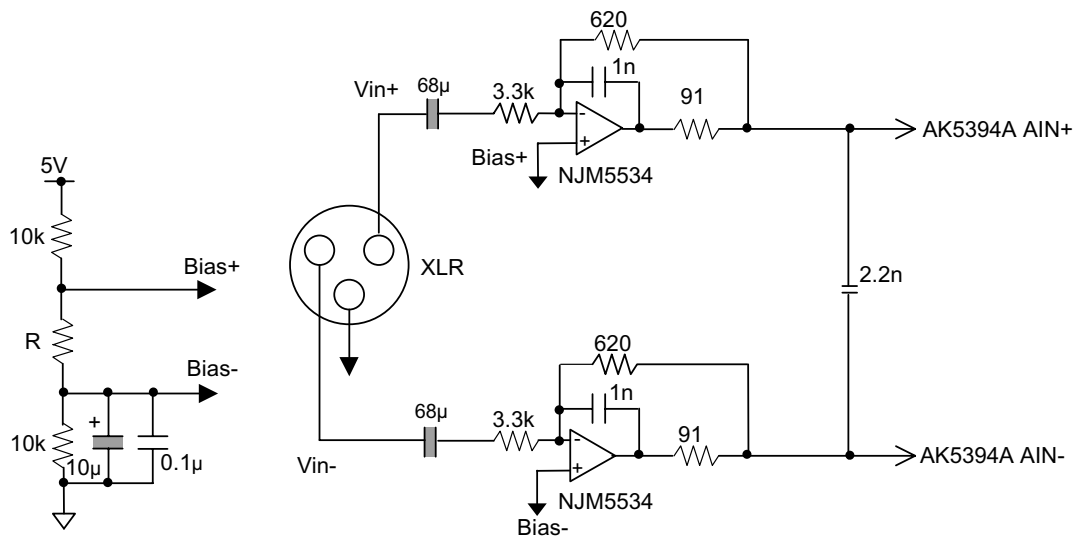 620
1n
Vin+
68µ
3.3k
91
-
+
AK5394A AIN+
Bias+
NJM5534
5V
10k
Bias+
XLR
2.2n
R
Bias-
620
1n
68µ
3.3k
91
-
+
+
10k
10µ
0.1µ
Vin-
AK5394A AIN-
NJM5534
Bias-